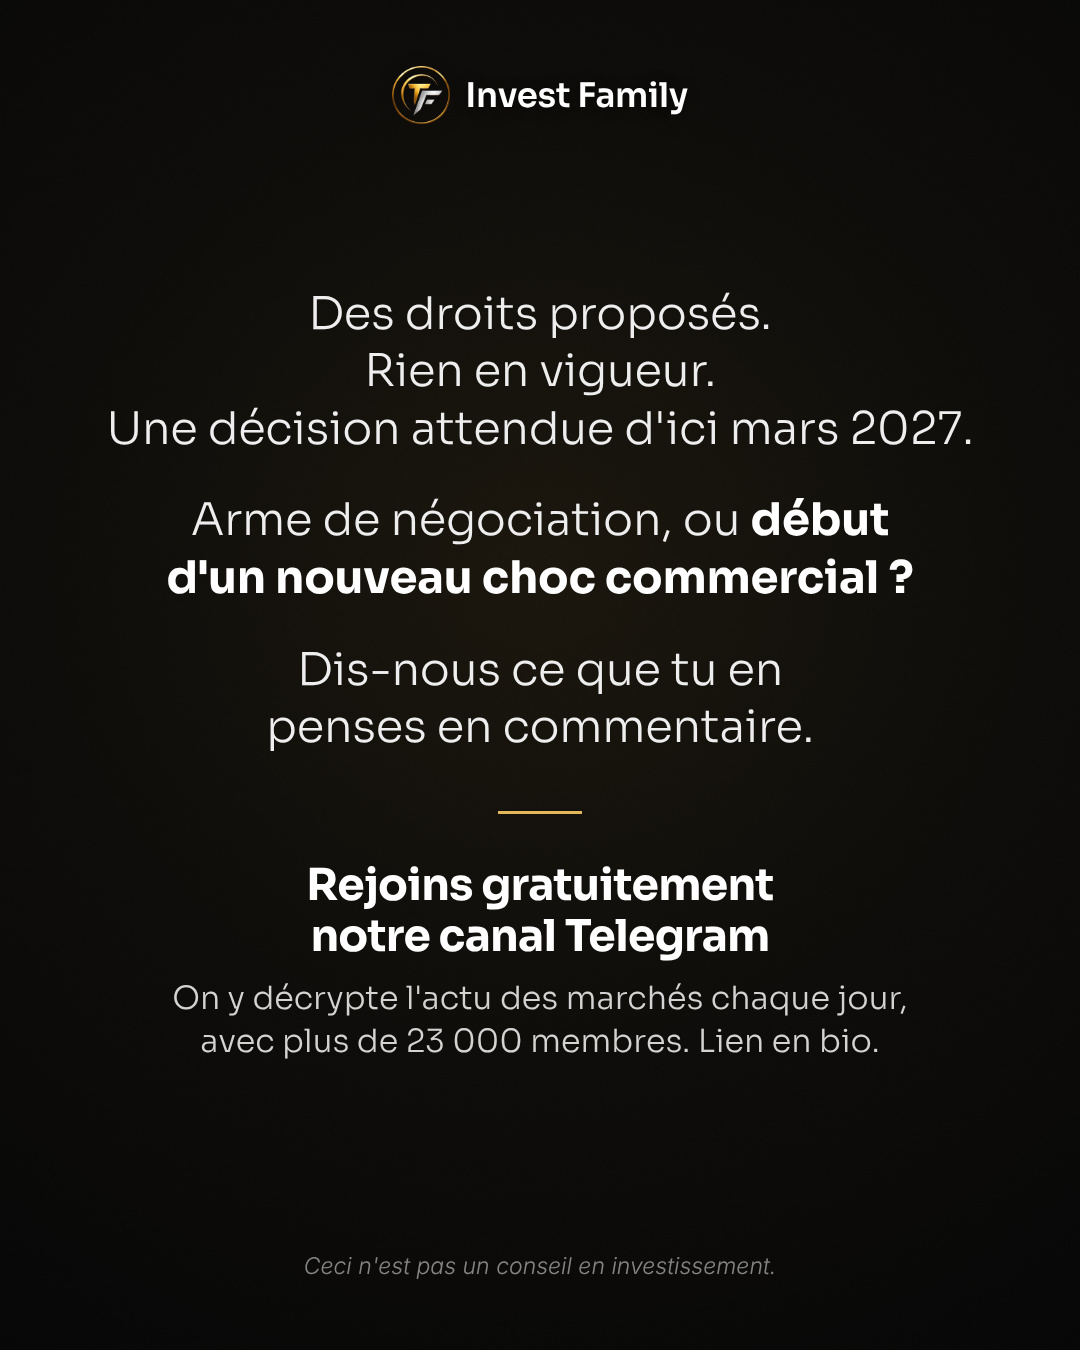 TF Invest Family
Des droits proposés.
Rien en vigueur.
Une décision attendue d'ici mars 2027.
Arme de négociation, ou début
d'un nouveau choc commercial ?
Dis-nous ce que tu en
penses en commentaire.
Rejoins gratuitement
notre canal Telegram
On y décrypte l'actu des marchés chaque jour,
avec plus de 23 000 membres. Lien en bio.
Ceci n'est pas un conseil en investissement.